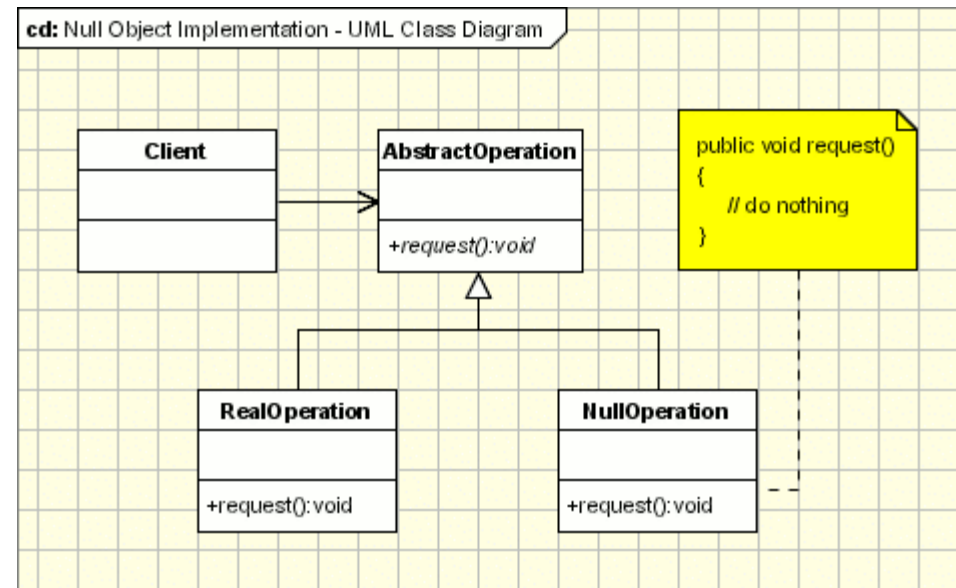 cd: Null Object Implementation - UML Class Diagram
Client
AbstractOperation
+request():void
public void request()
{
// do nothing
}
RealOperation
+request():void
NullOperation
+request():void